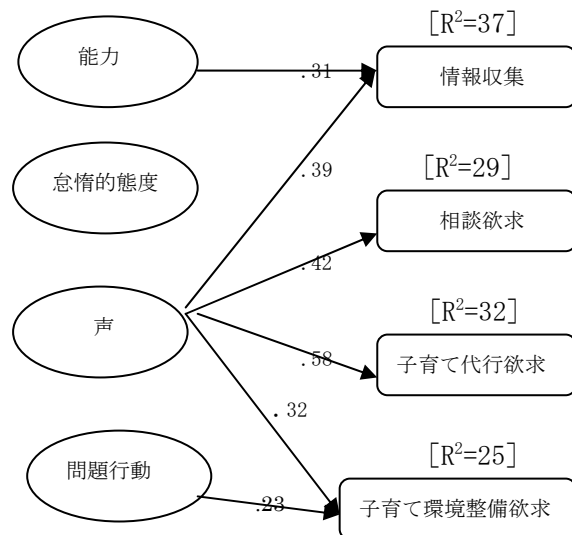 [R²=37]
能力
.31
情報収集
.39
[R²=29]
怠惰的態度
相談欲求
.42
[R²=32]
声
.58
子育て代行欲求
.32
[R²=25]
問題行動
.23
子育て環境整備欲求